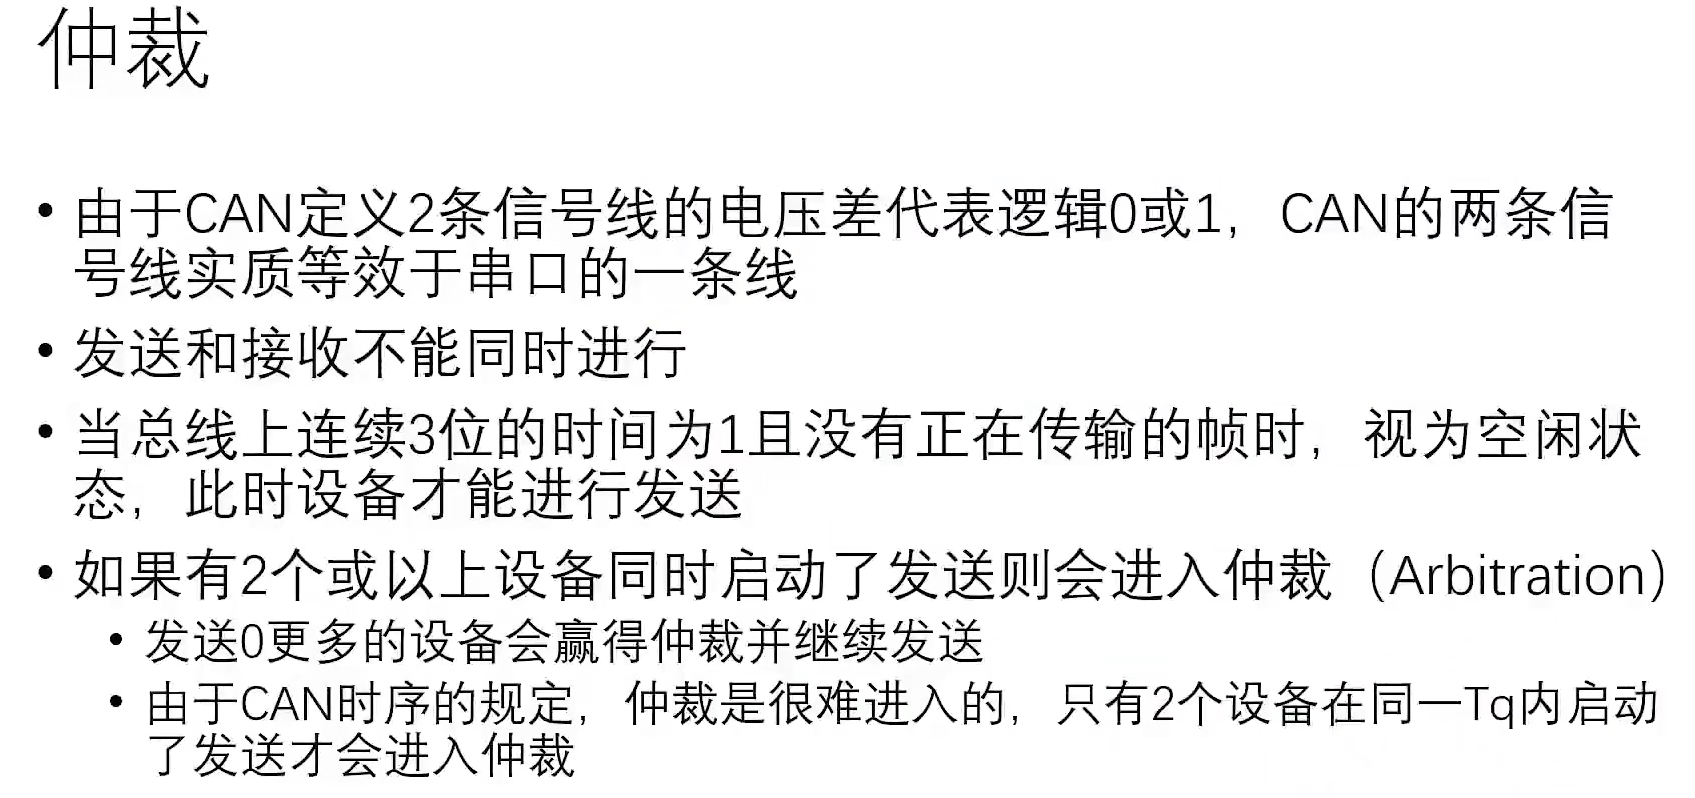 仲裁
• 由于CAN定义2条信号线的电压差代表逻辑0或1，CAN的两条信
号线实质等效于串口的一条线
• 发送和接收不能同时进行
• 当总线上连续3位的时间为1且没有正在传输的帧时，视为空闲状
态，此时设备才能进行发送
• 如果有2个或以上设备同时启动了发送则会进入仲裁（Arbitration）
• 发送0更多的设备会赢得仲裁并继续发送
• 由于CAN时序的规定，仲裁是很难进入的，只有2个设备在同一Tq内启动
了发送才会进入仲裁